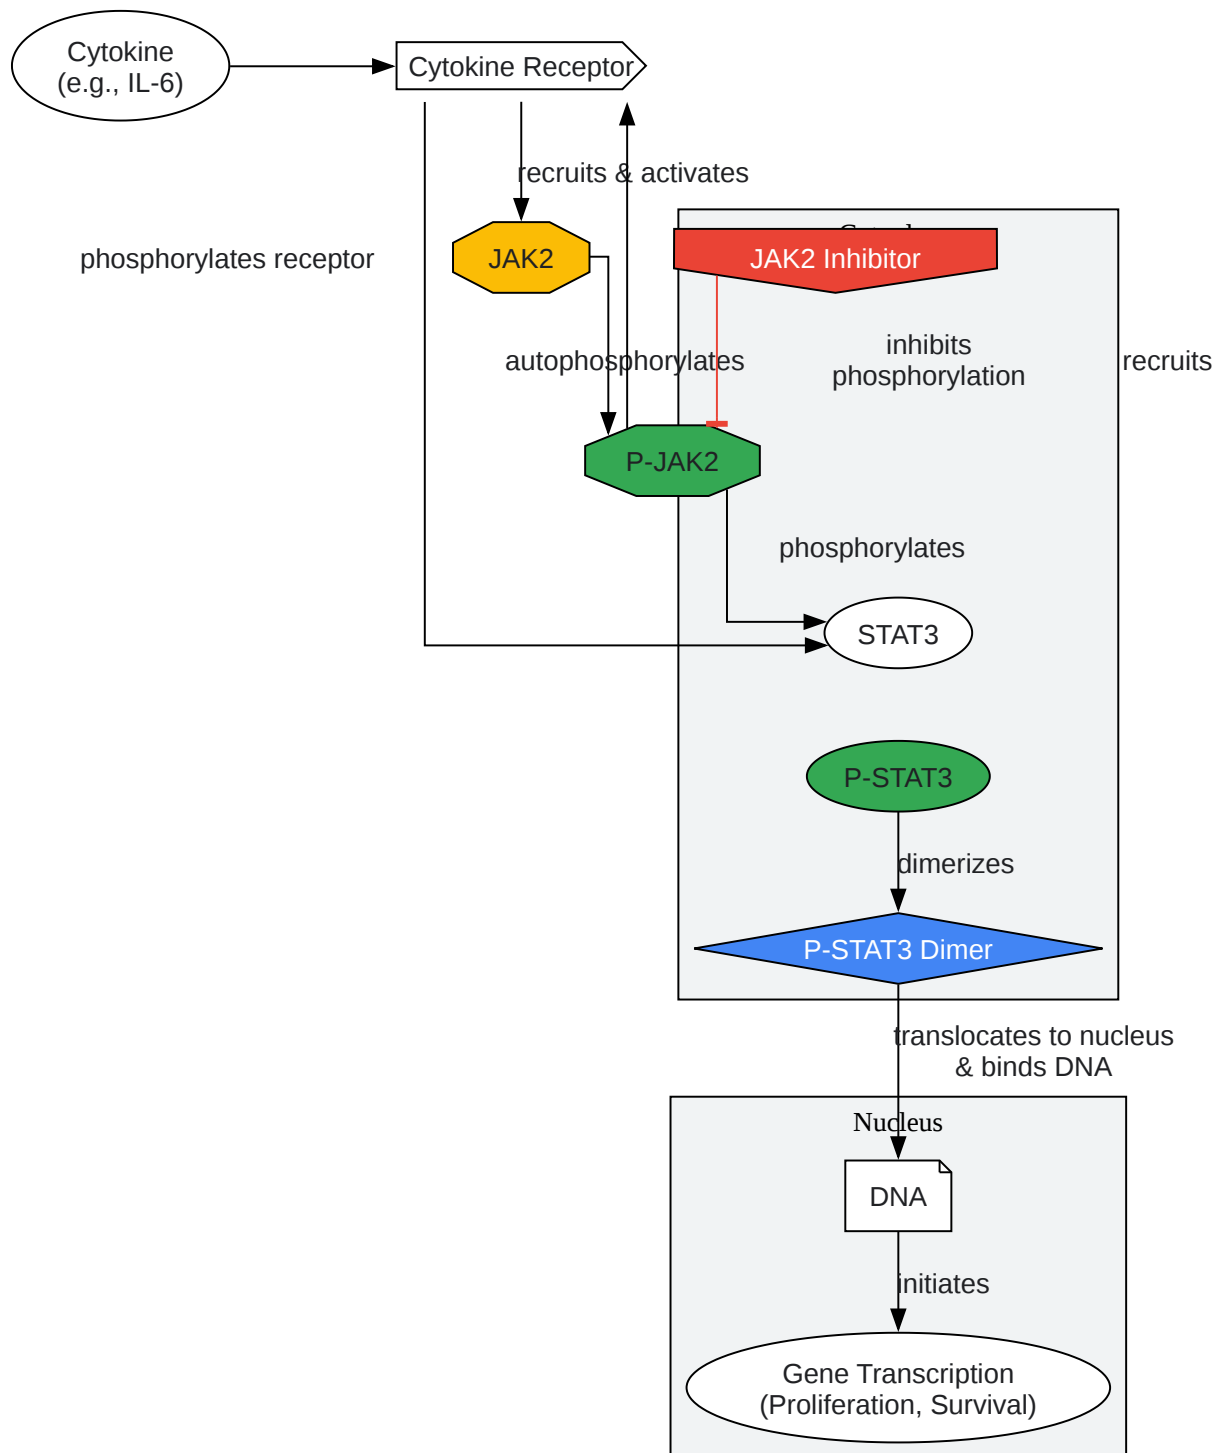 Cytokine
(e.g., IL-6)
Cytokine Receptor
recruits & activates
phosphorylates receptor
JAK2
JAK2 Inhibitor
autophosphorylates
inhibits
phosphorylation
recruits
P-JAK2
phosphorylates
STAT3
P-STAT3
dimerizes
P-STAT3 Dimer
translocates to nucleus
& binds DNA
Nucleus
DNA
initiates
Gene Transcription
(Proliferation, Survival)